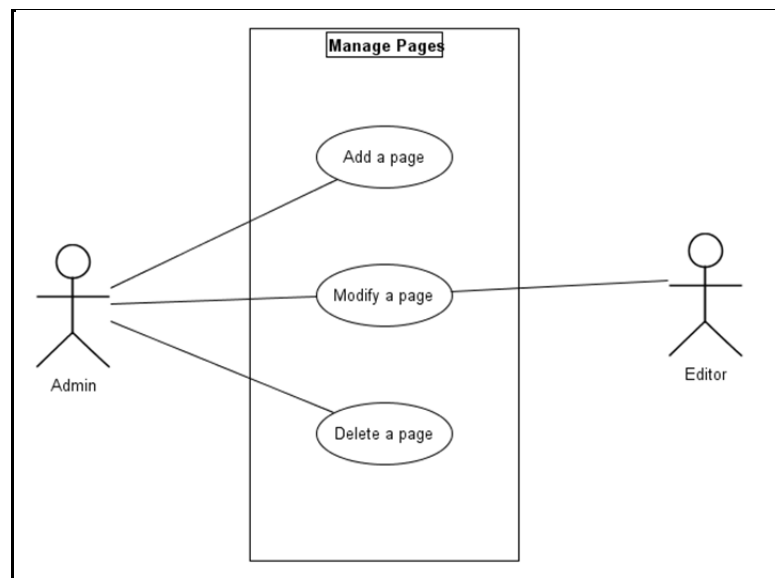 Manage Pages
Add a page
Modify a page
Delete a page
Admin
Editor